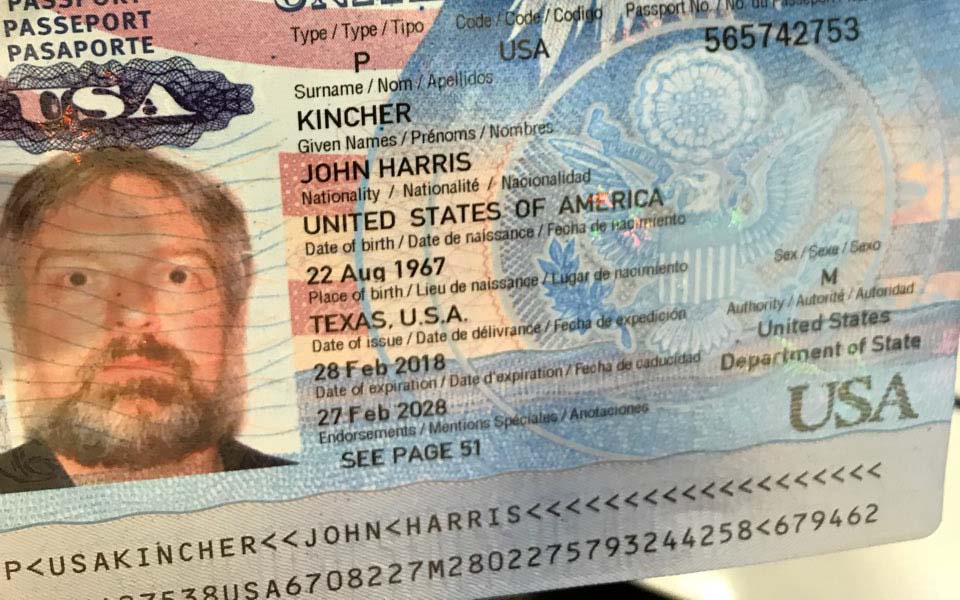 PASSPORT
PASSEPORT
PASAPORTE
USA
Type / Type / Tipo
Code / Code / Codigo
Passport No. / No. du
P
USA
565742753
Surname / Nom / Apellidos
KINCHER
Given Names / Prénoms / Nombres
JOHN HARRIS
Nationality / Nationalité / Nacionalidad
UNITED STATES OF AMERICA
Date of birth / Date de naissance / Fecha de nacimiento
22 Aug 1967
Place of birth / Lieu de naissance / Lugar de nacimiento
Sex / Sexe / Sexo
TEXAS, U.S.A.
M
Date of issue / Date de délivrance / Fecha de expedición
Authority / Autorité / Autoridad
28 Feb 2018
United States
Date of expiration / Date d'expiration / Fecha de caducidad
Department of State
27 Feb 2028
USA
Endorsements / Mentions Spéciales / Anotaciones
SEE PAGE 51
P<USAKINCHER<<JOHN<HARRIS<<<<<<<<<<<<<<<<<<<
7538USA6708227M2802275793244258<679462